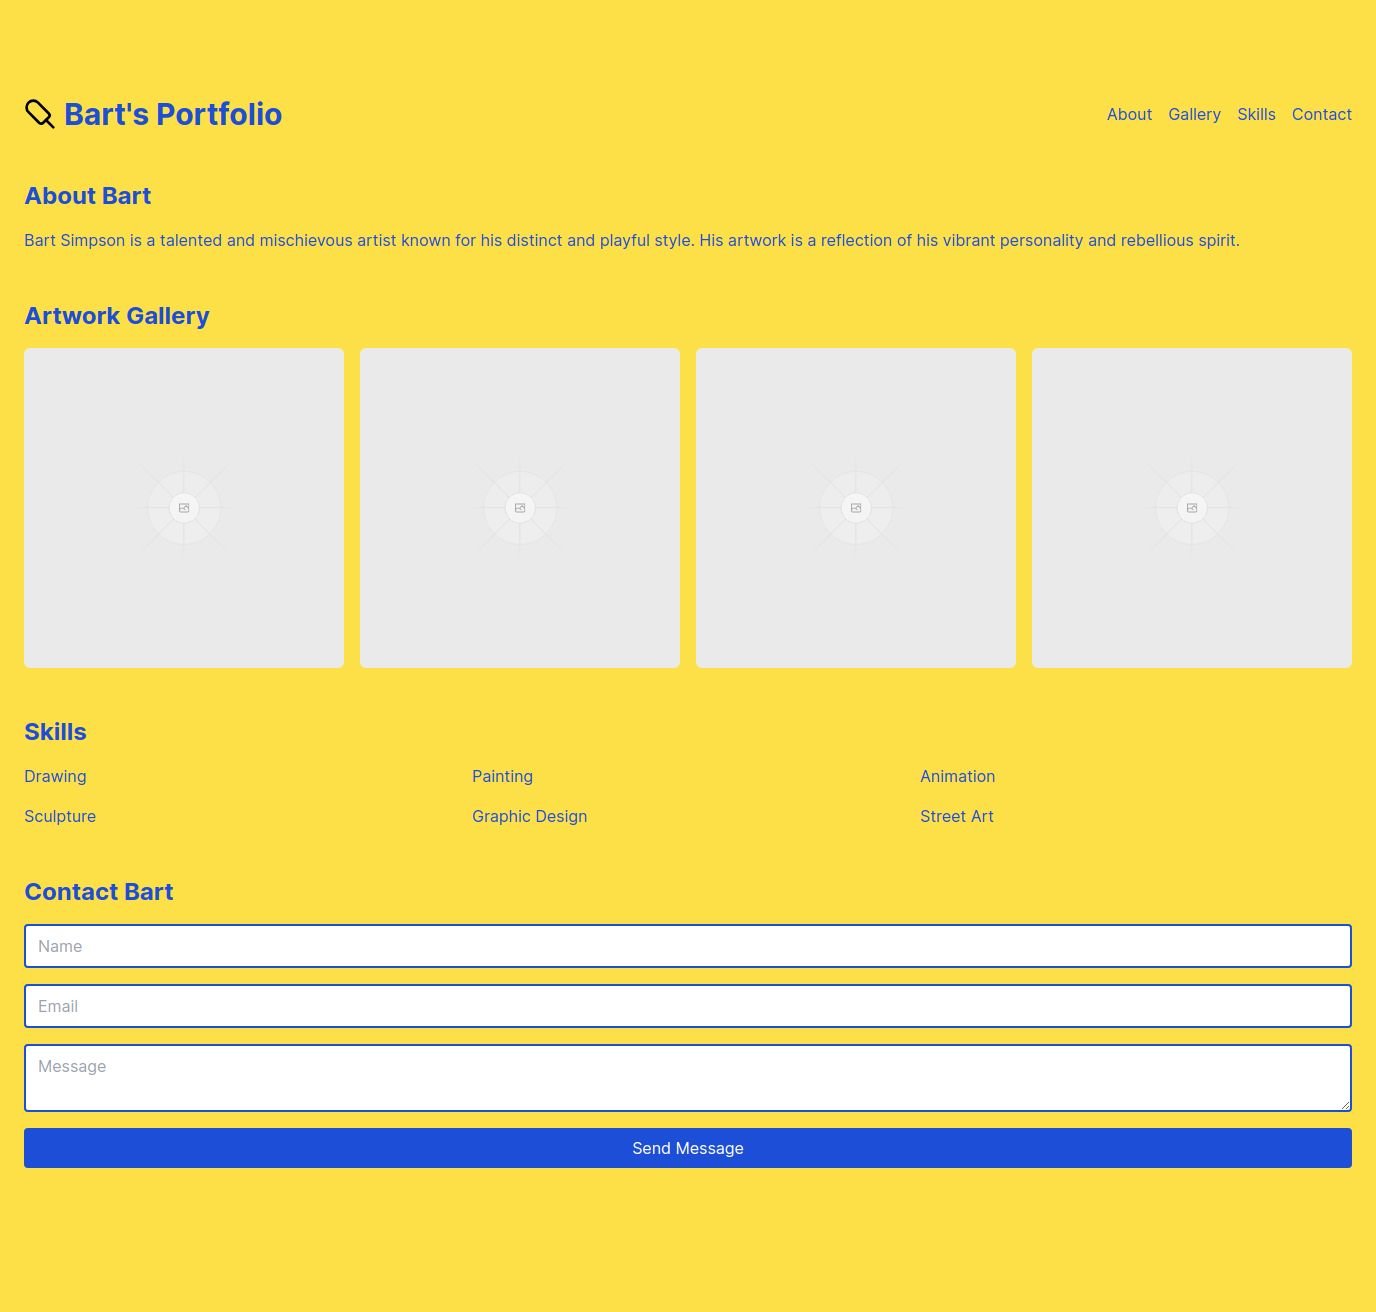 Bart's Portfolio
About Gallery Skills Contact
About Bart
Bart Simpson is a talented and mischievous artist known for his distinct and playful style. His artwork is a reflection of his vibrant personality and rebellious spirit.
Artwork Gallery
Skills
Drawing Painting Animation
Sculpture Graphic Design Street Art
Contact Bart
Name
Email
Message
Send Message